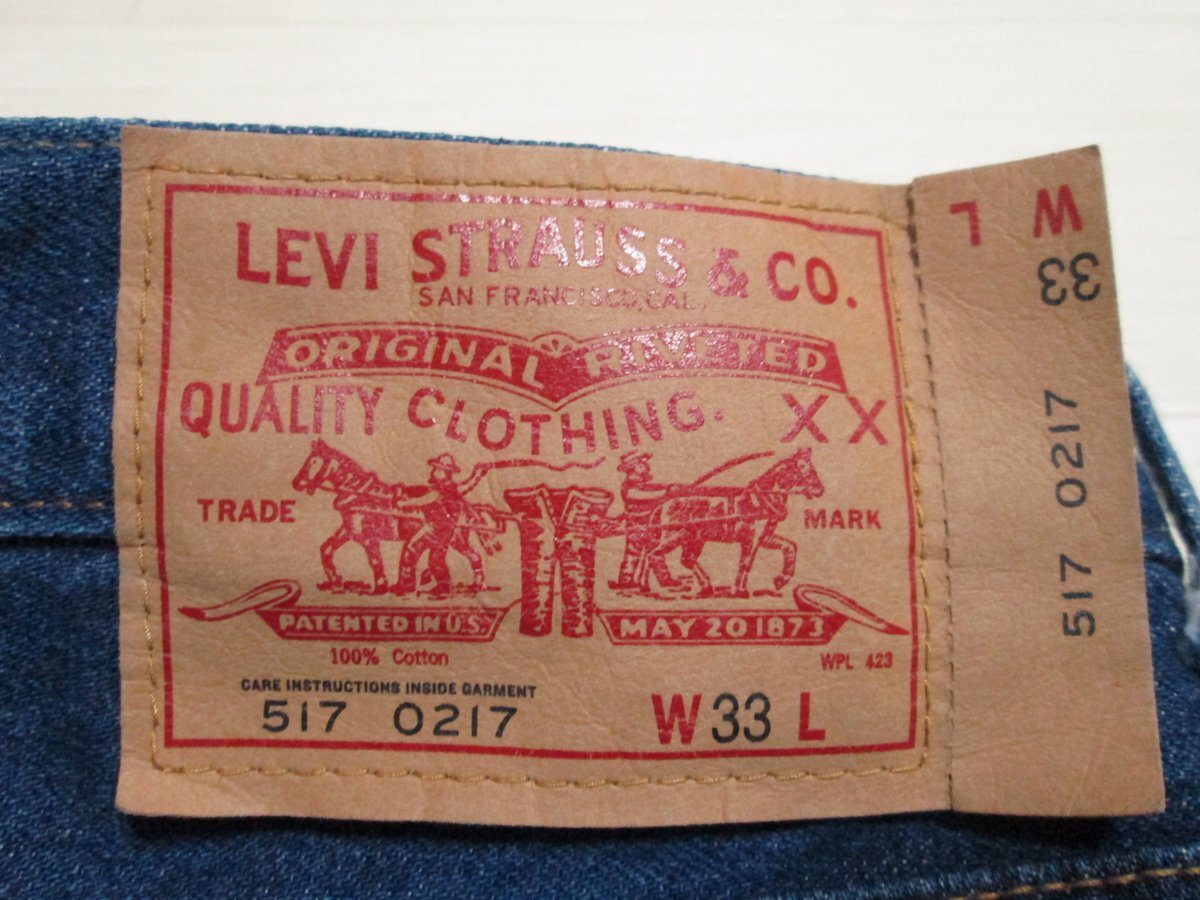 LEVI STRAUSS & CO.
SAN FRANCISCO, CAL.
ORIGINAL RIVETED
QUALITY CLOTHING. XX
TRADE MARK
PATENTED IN U.S. MAY 20 1873
100% Cotton WPL 423
CARE INSTRUCTIONS INSIDE GARMENT
517 0217 W 33 L
W L
33
517 0217